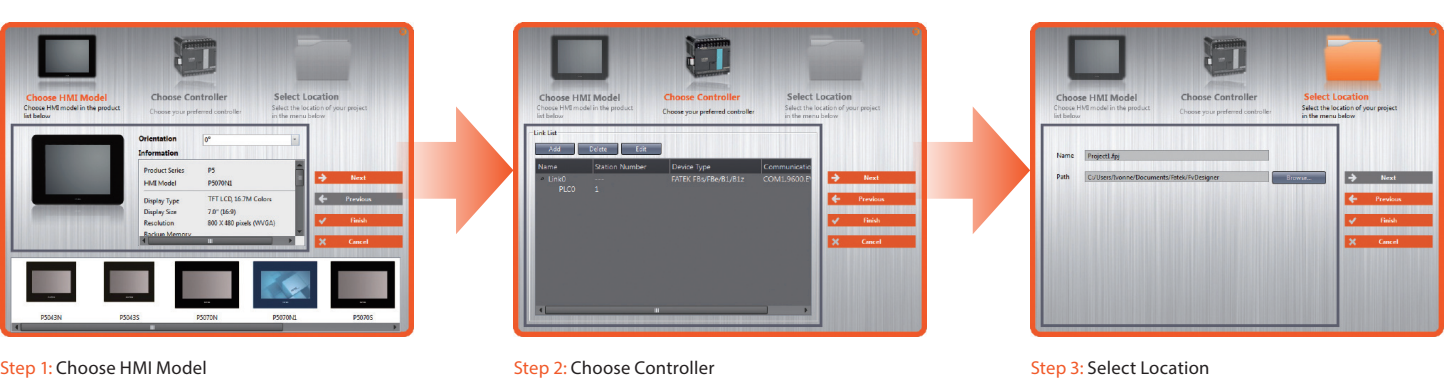 Choose HMI Model
Choose HMI model in the product
list below
Choose Controller
Choose your preferred controller
Select Location
Select the location of your project
in the menu below
Orientation 0°
Information
Product Series P5
HMI Model P5070N1
Display Type TFT LCD, 16.7M Colors
Display Size 7.0" (16:9)
Resolution 800 X 480 pixels (WVGA)
Backup Memory
Next
Previous
Finish
Cancel
P5043N P5043S P5070N P5070N1 P5070S
Step 1: Choose HMI Model
Choose HMI Model
Choose HMI model in the product
list below
Choose Controller
Choose your preferred controller
Select Location
Select the location of your project
in the menu below
Link List
Add Delete Edit
Name Station Number Device Type Communicatio
Link0 --- FATEK FBs/FBe/B1/B1z COM1,9600,E
PLC0 1
Next
Previous
Finish
Cancel
Step 2: Choose Controller
Choose HMI Model
Choose HMI model in the product
list below
Choose Controller
Choose your preferred controller
Select Location
Select the location of your project
in the menu below
Name Project1.fpj
Path C:/Users/Ivonne/Documents/Fatek/FvDesigner Browse...
Next
Previous
Finish
Cancel
Step 3: Select Location